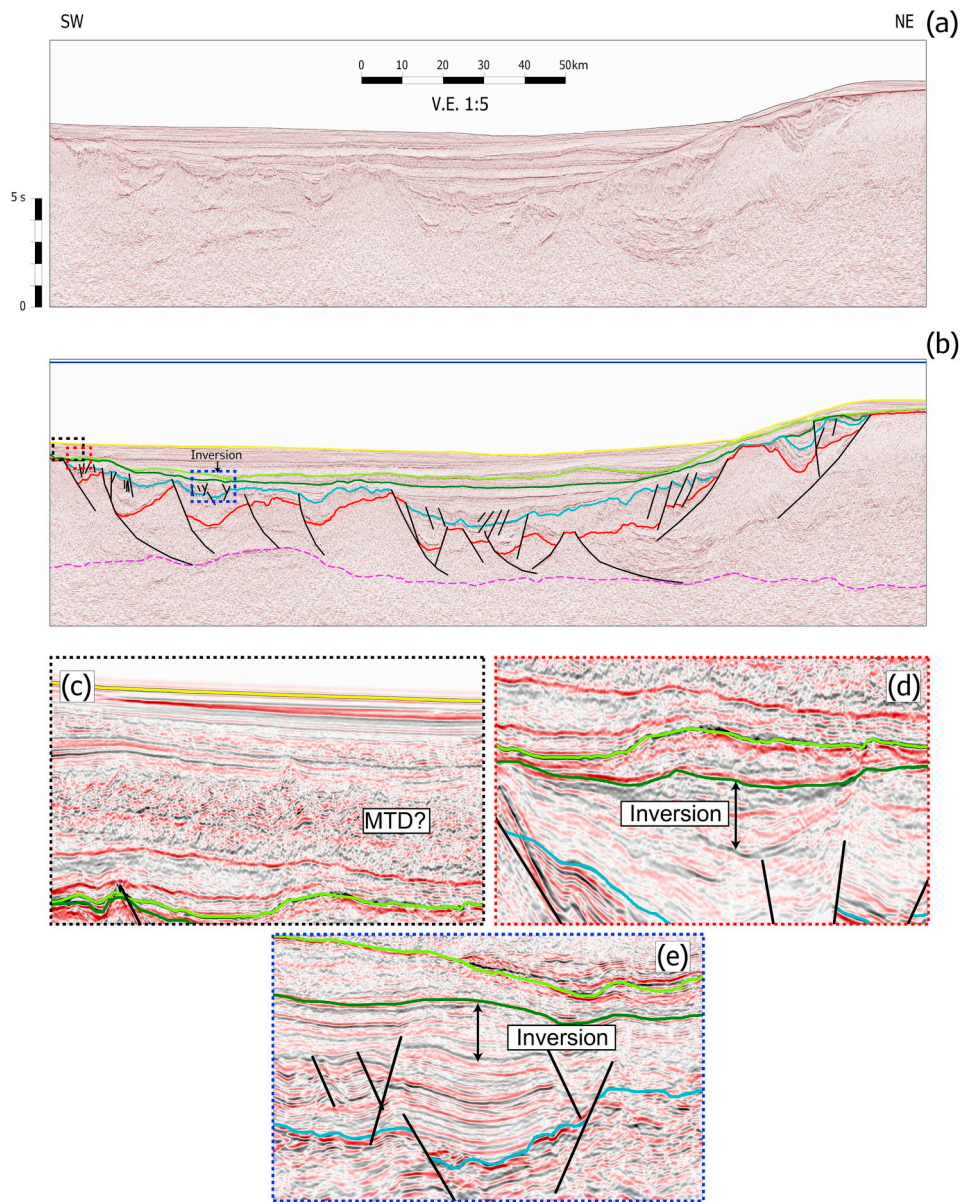 SW
NE
(a)
0 10 20 30 40 50km
V.E. 1:5
5 s
0
(b)
Inversion
(c)
MTD?
(d)
Inversion
(e)
Inversion